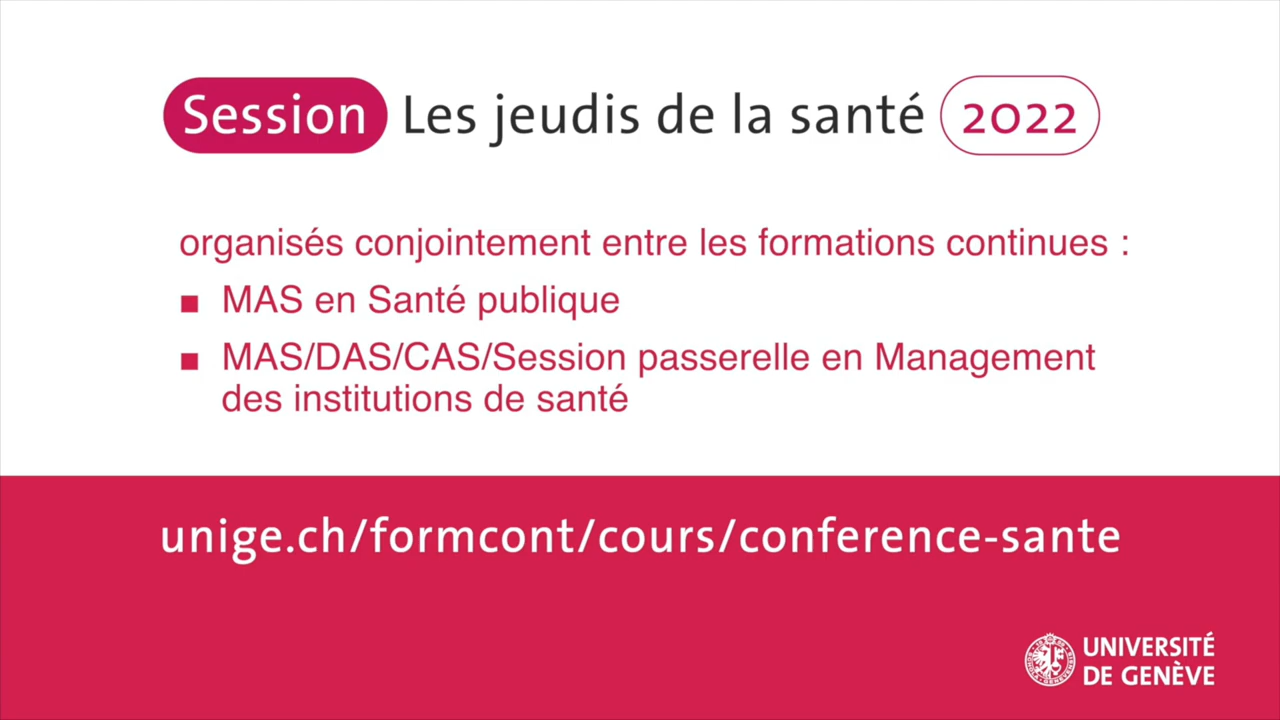 Session Les jeudis de la santé 2022
organisés conjointement entre les formations continues :
▪ MAS en Santé publique
▪ MAS/DAS/CAS/Session passerelle en Management
des institutions de santé
unige.ch/formcont/cours/conference-sante
UNIVERSITÉ
DE GENÈVE